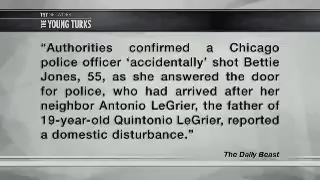 TYT NETWORK
THE YOUNG TURKS
“Authorities confirmed a Chicago
police officer ‘accidentally’ shot Bettie
Jones, 55, as she answered the door
for police, who had arrived after her
neighbor Antonio LeGrier, the father of
19-year-old Quintonio LeGrier, reported
a domestic disturbance.”
The Daily Beast